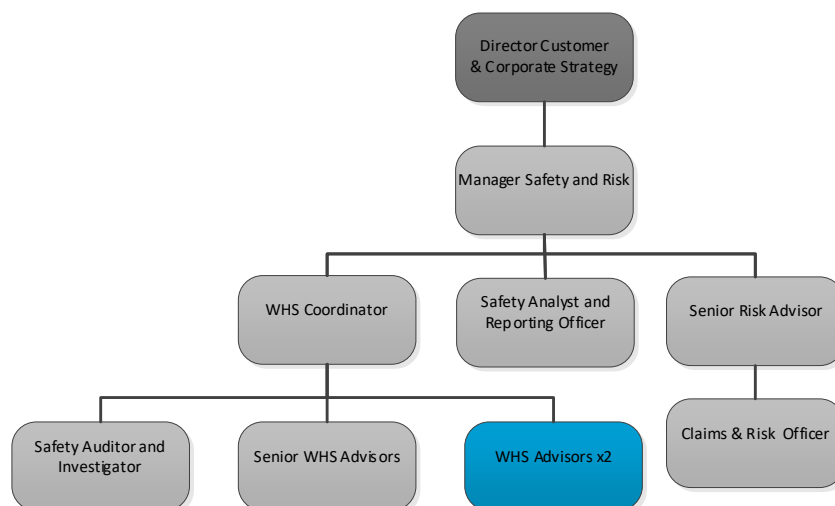 Director Customer
& Corporate Strategy
Manager Safety and Risk
WHS Coordinator
Safety Analyst and
Reporting Officer
Senior Risk Advisor
Safety Auditor and
Investigator
Senior WHS Advisors
WHS Advisors x2
Claims & Risk Officer